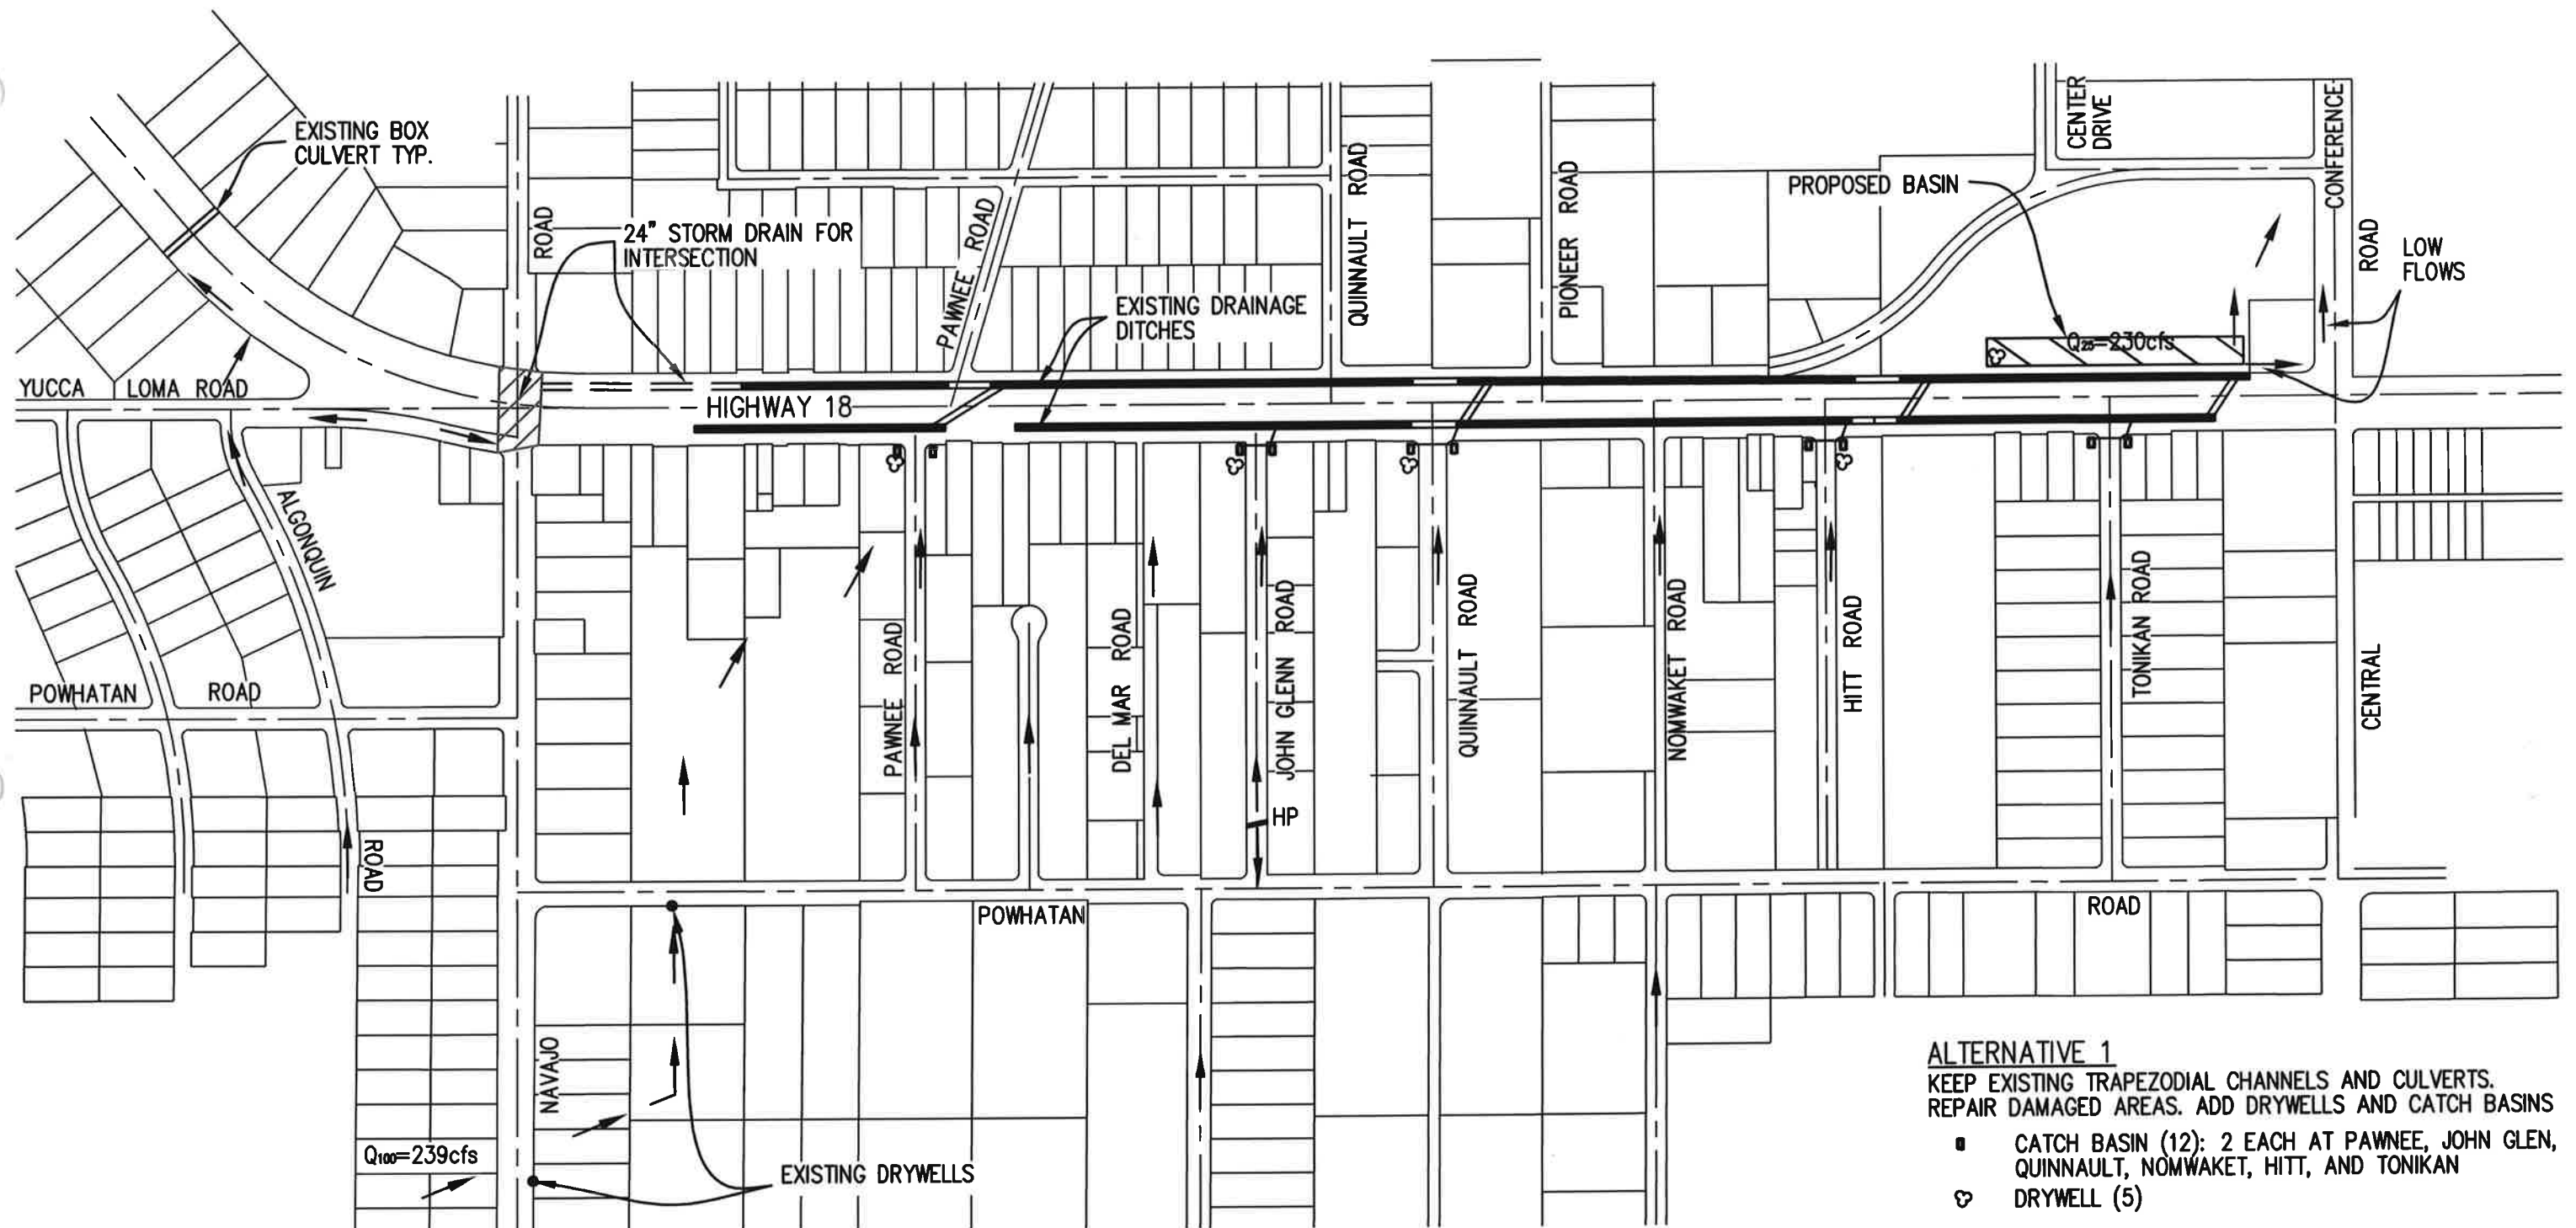 EXISTING BOX
CULVERT TYP.
ROAD
24" STORM DRAIN FOR
INTERSECTION
PAWNEE ROAD
EXISTING DRAINAGE
DITCHES
QUINNAULT ROAD
PIONEER ROAD
PROPOSED BASIN
CENTER
DRIVE
CONFERENCE
ROAD
LOW
FLOWS
Q25=230cfs
YUCCA LOMA ROAD
HIGHWAY 18
ALGONQUIN
ROAD
POWHATAN ROAD
PAWNEE ROAD
DEL MAR ROAD
JOHN GLENN ROAD
HP
QUINNAULT ROAD
NOMWAKET ROAD
HITT ROAD
TONIKAN ROAD
CENTRAL
POWHATAN
ROAD
NAVAJO
Q100=239cfs
EXISTING DRYWELLS
ALTERNATIVE 1
KEEP EXISTING TRAPEZODIAL CHANNELS AND CULVERTS.
REPAIR DAMAGED AREAS. ADD DRYWELLS AND CATCH BASINS
CATCH BASIN (12): 2 EACH AT PAWNEE, JOHN GLEN,
QUINNAULT, NOMWAKET, HITT, AND TONIKAN
DRYWELL (5)